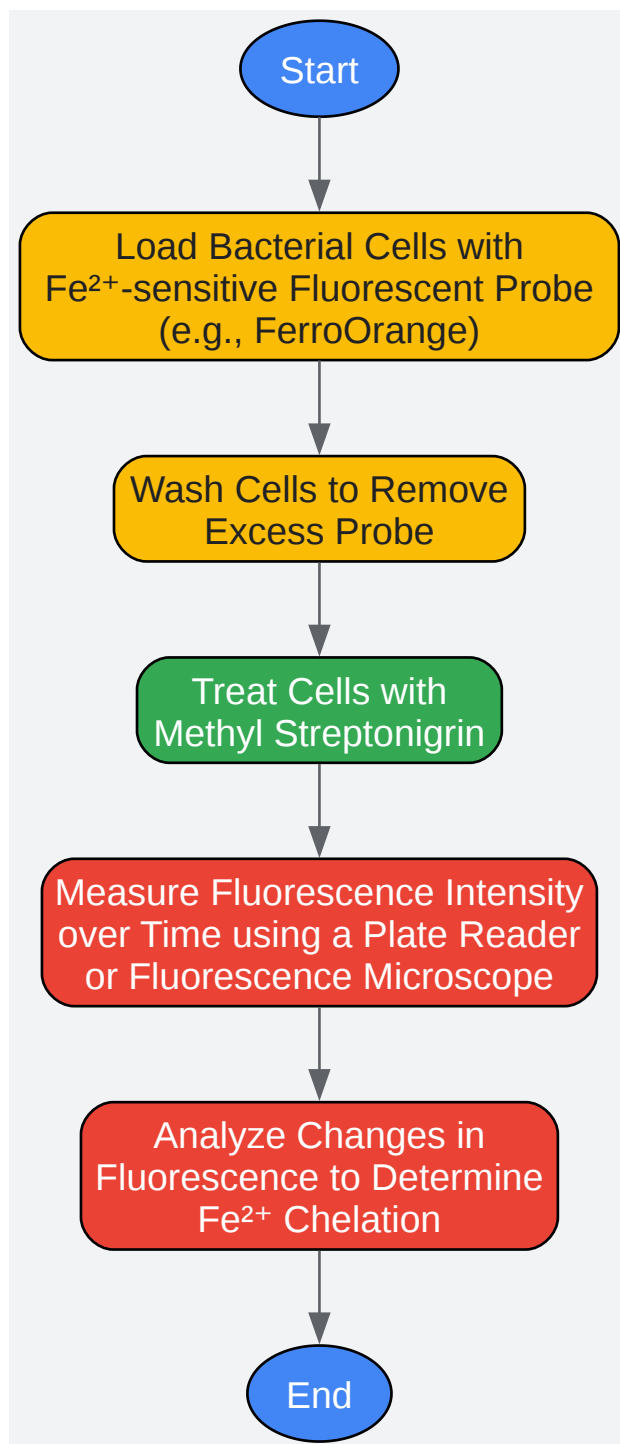 Start
Load Bacterial Cells with
Fe²⁺-sensitive Fluorescent Probe
(e.g., FerroOrange)
Wash Cells to Remove
Excess Probe
Treat Cells with
Methyl Streptonigrin
Measure Fluorescence Intensity
over Time using a Plate Reader
or Fluorescence Microscope
Analyze Changes in
Fluorescence to Determine
Fe²⁺ Chelation
End